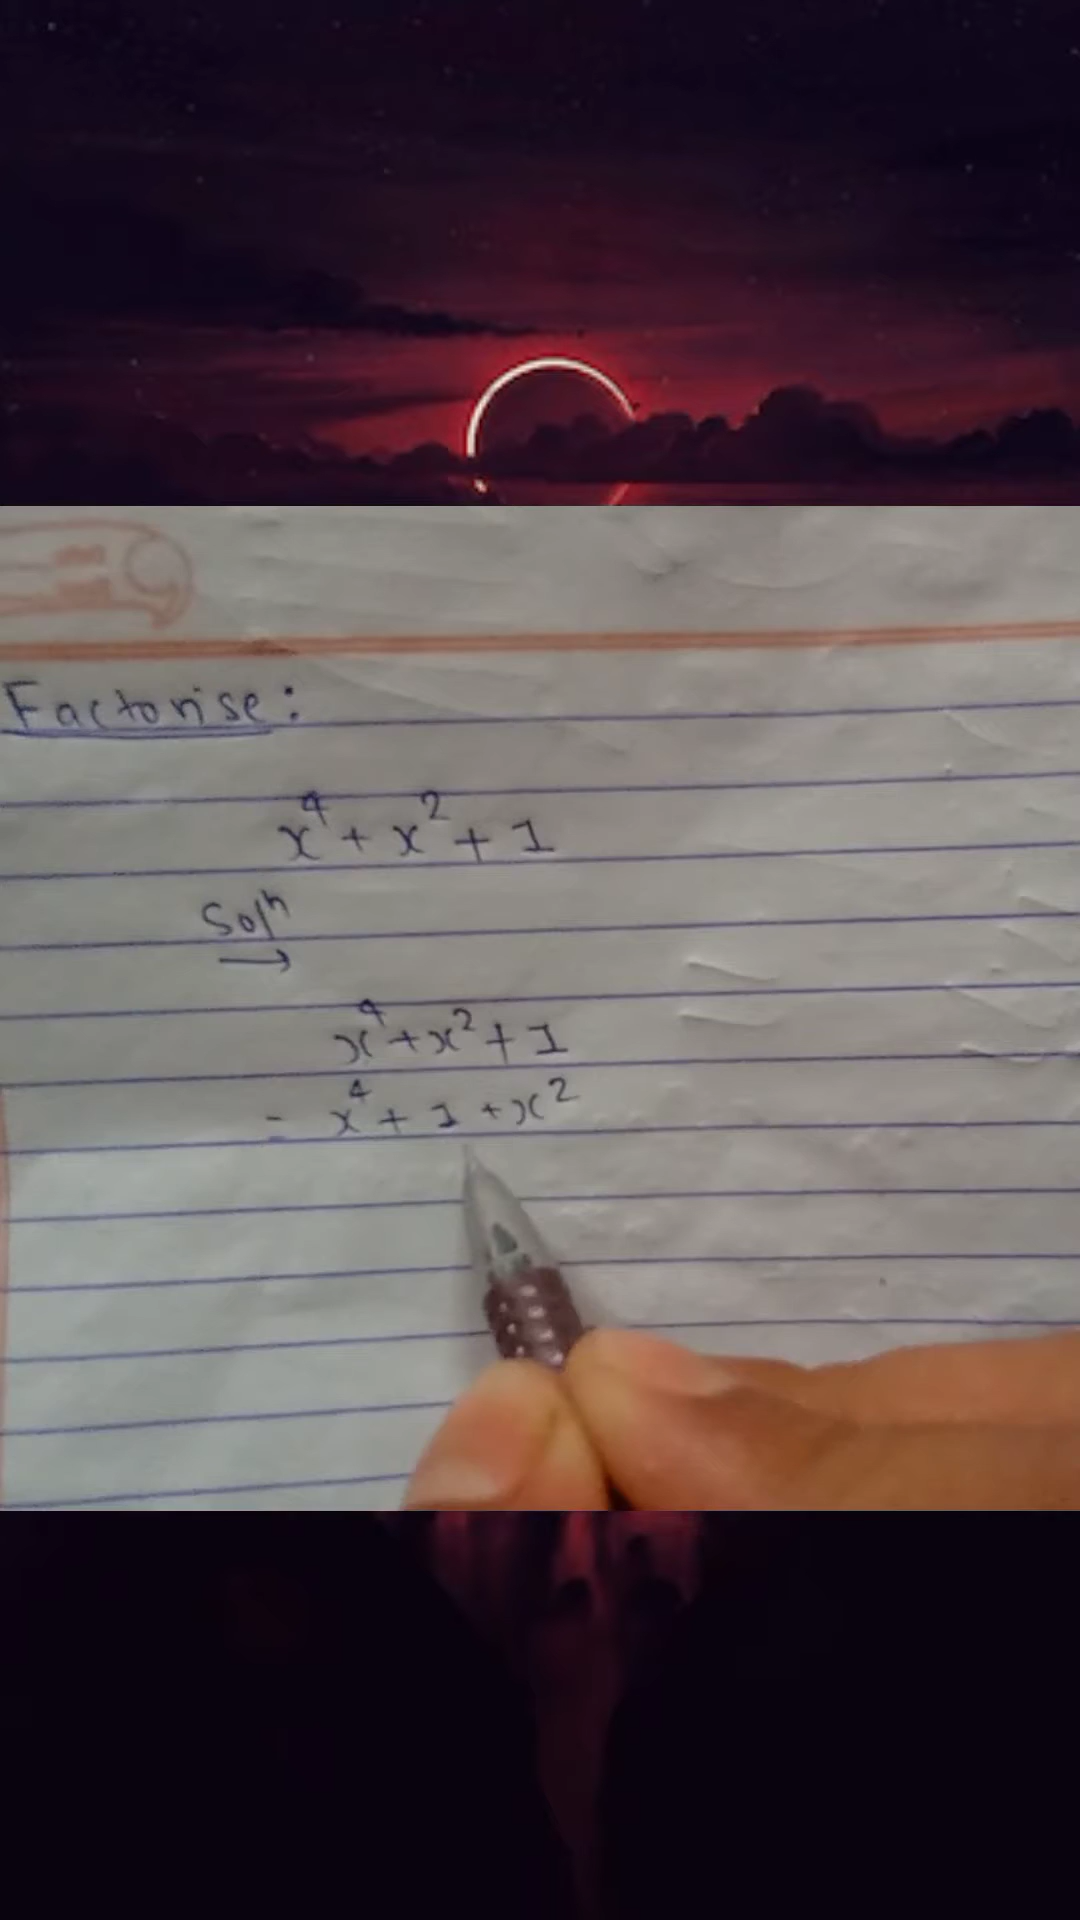 Factorise:
x⁴ + x² + 1
Solⁿ
→
x⁴ + x² + 1
= x⁴ + 1 + x²